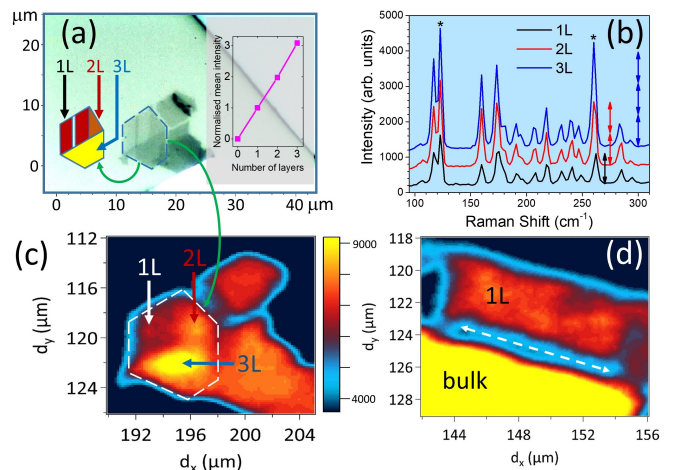 μm
25
20
15
10
5
0
0
10
20
30
40 μm
(a)
1L
2L
3L
Normalised mean intensity
3
2
1
0
0
1
2
3
Number of layers
(b)
Intensity (arb. units)
5000
4000
3000
2000
1000
0
100
150
200
250
300
Raman Shift (cm⁻¹)
*
*
1L
2L
3L
(c)
d_y (μm)
112
116
120
124
192
196
200
204
d_x (μm)
1L
2L
3L
9000
4000
(d)
d_y (μm)
118
120
122
124
126
128
144
148
152
156
d_x (μm)
1L
bulk